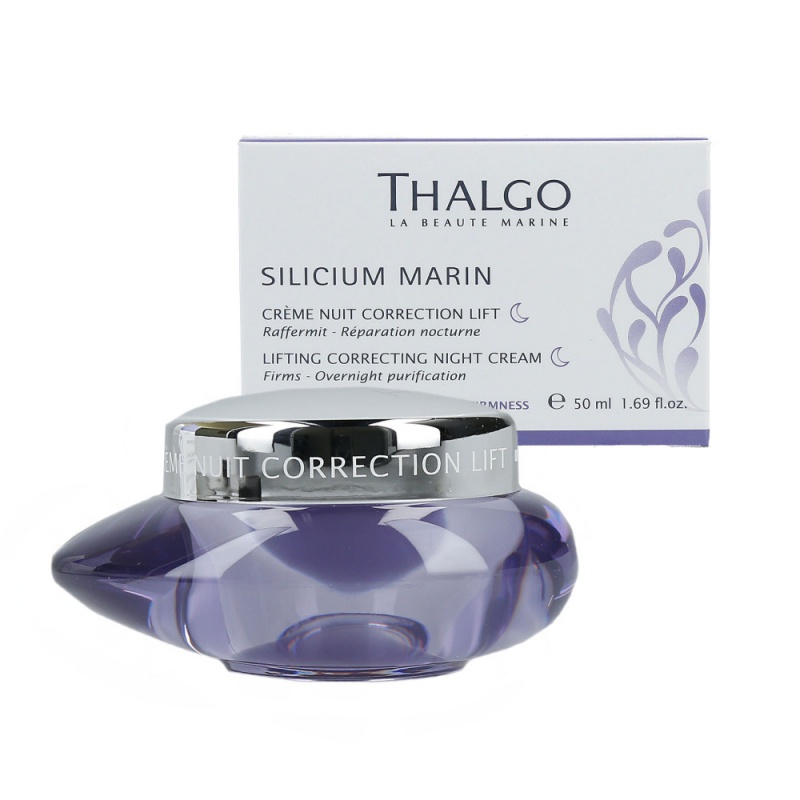 THALGO
LA BEAUTE MARINE
SILICIUM MARIN
CRÈME NUIT CORRECTION LIFT
Raffermit - Réparation nocturne
LIFTING CORRECTING NIGHT CREAM
Firms - Overnight purification
℮ 50 ml 1.69 fl.oz.
NUIT CORRECTION LIFT